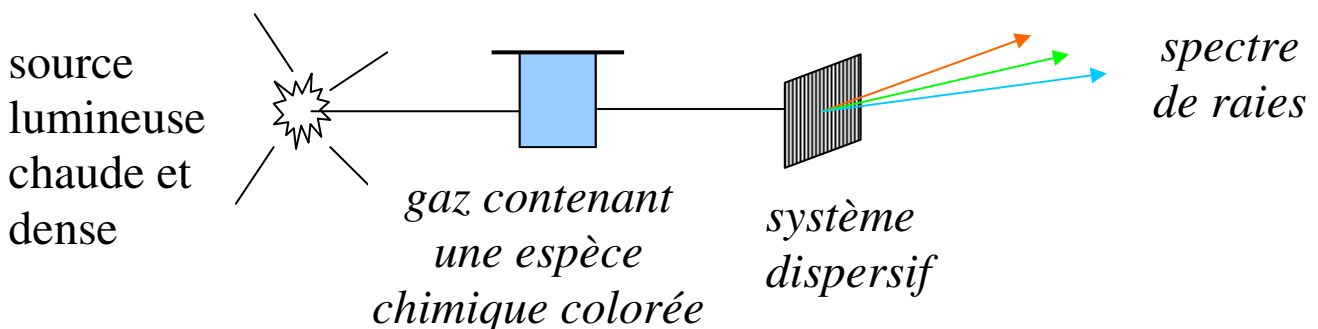 source
lumineuse
chaude et
dense
gaz contenant
une espèce
chimique colorée
système
dispersif
spectre
de raies